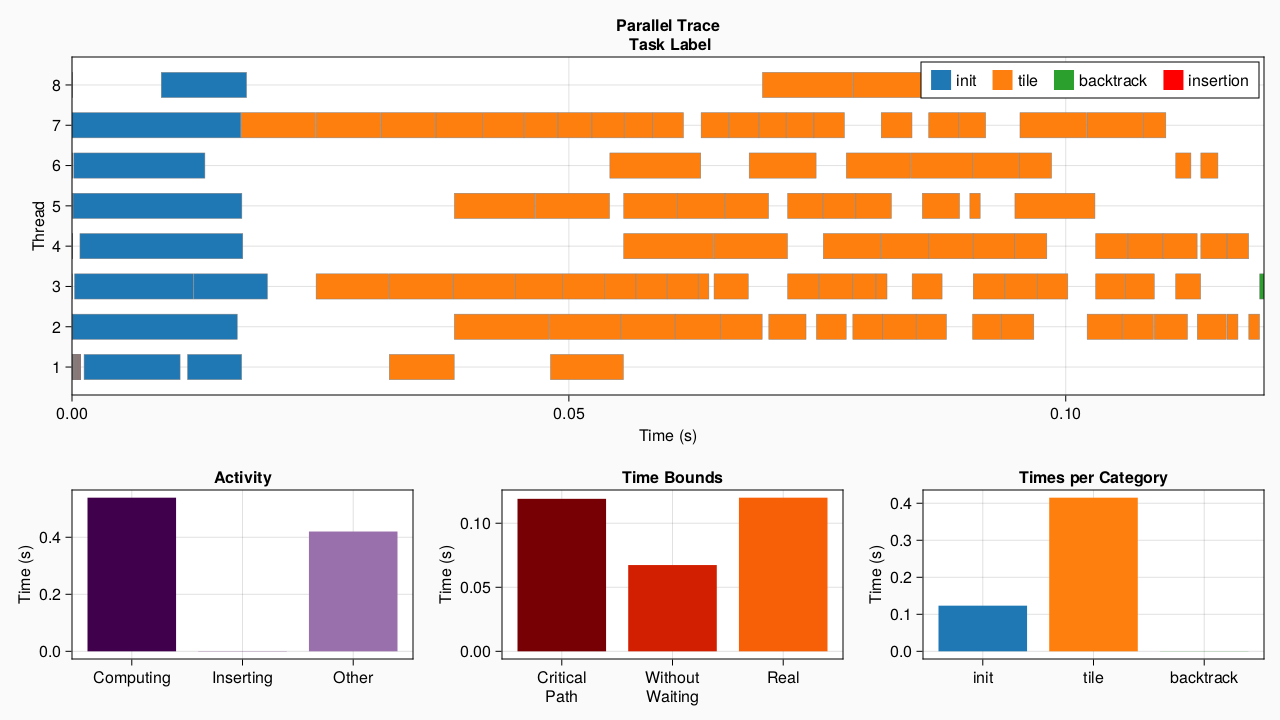 Parallel Trace
Task Label
init tile backtrack insertion
Thread
8
7
6
5
4
3
2
1
0.00 0.05 0.10
Time (s)
Activity
Time (s)
0.4
0.2
0.0
Computing Inserting Other
Time Bounds
Time (s)
0.10
0.05
0.00
Critical Path
Without Waiting
Real
Times per Category
Time (s)
0.4
0.3
0.2
0.1
0.0
init tile backtrack